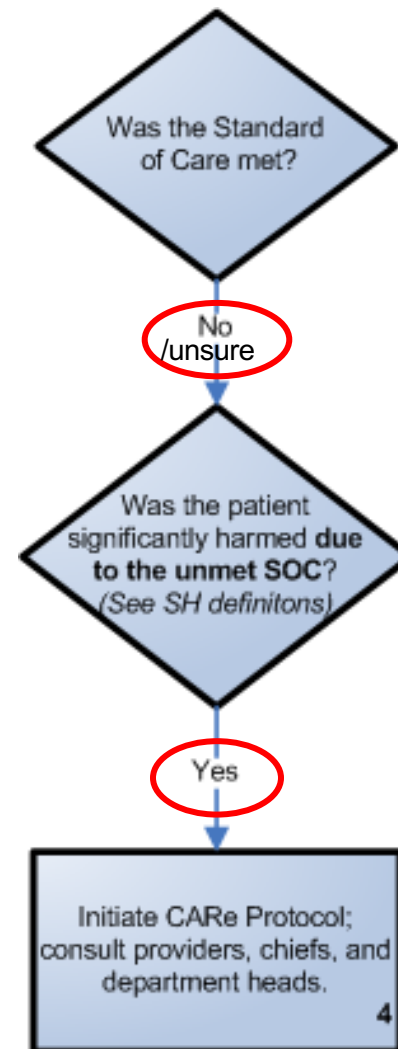 Was the Standard
of Care met?
No
/unsure
Was the patient
significantly harmed due
to the unmet SOC?
(See SH definitons)
Yes
Initiate CARe Protocol;
consult providers, chiefs, and
department heads.
4